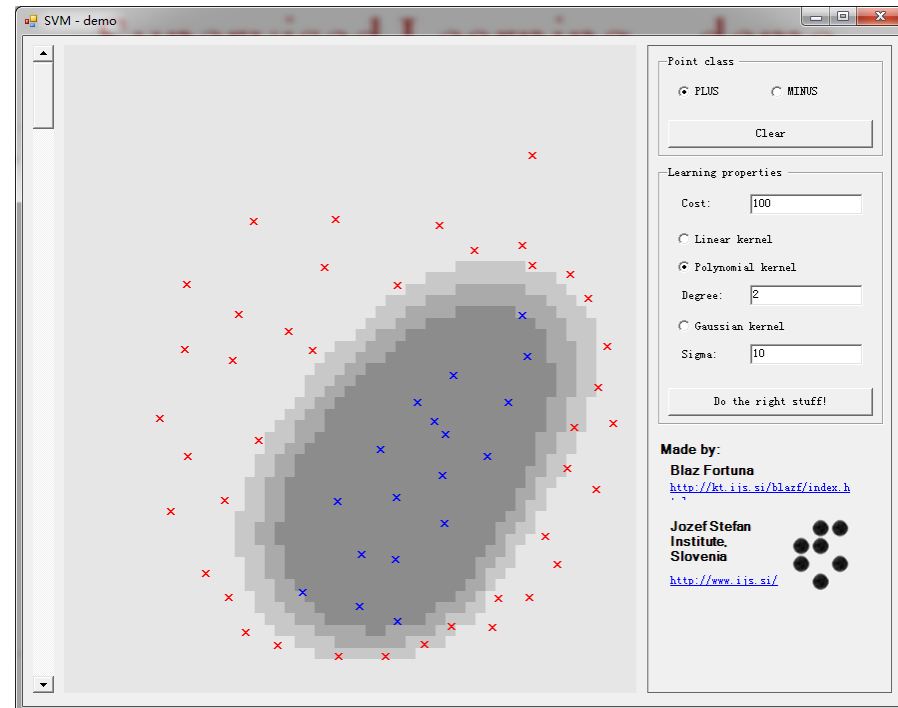 SVM - demo
Point class
PLUS
MINUS
Clear
Learning properties
Cost:
100
Linear kernel
Polynomial kernel
Degree:
2
Gaussian kernel
Sigma:
10
Do the right stuff!
Made by:
Blaz Fortuna
http://kt.ijs.si/blazf/index.h
Jozef Stefan
Institute,
Slovenia
http://www.ijs.si/